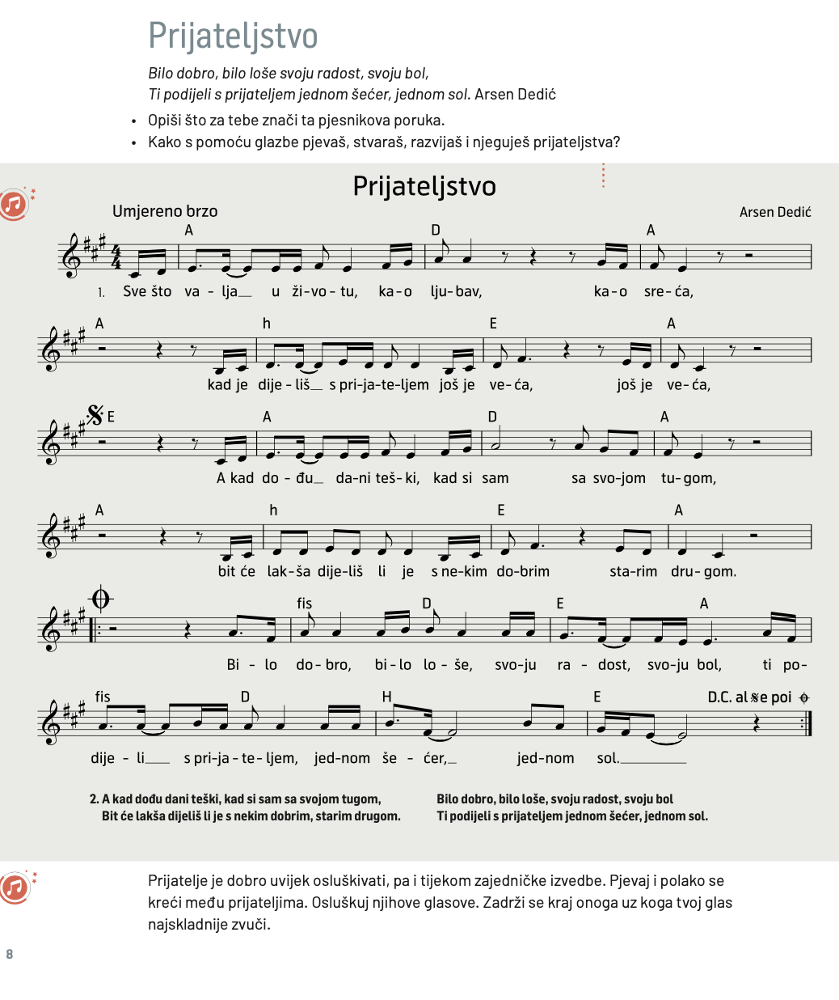 Prijateljstvo
Bilo dobro, bilo loše svoju radost, svoju bol,
Ti podijeli s prijateljem jednom šećer, jednom sol. Arsen Dedić
• Opiši što za tebe znači ta pjesnikova poruka.
• Kako s pomoću glazbe pjevaš, stvaraš, razvijaš i njeguješ prijateljstva?
Prijateljstvo
Umjereno brzo
Arsen Dedić
A D A
4
4
1. Sve što va - lja u ži - vo - tu, ka - o lju - bav, ka - o sre - ća,
A h E A
kad je dije - liš s pri - ja - te - ljem još je ve - ća, još je ve - ća,
E A D A
A kad do - đu da - ni teš - ki, kad si sam sa svo - jom tu - gom,
A h E A
bit će lak - ša dije - liš li je s ne - kim do - brim sta - rim dru - gom.
fis D E A
Bi - lo do - bro, bi - lo lo - še, svo - ju ra - dost, svo - ju bol, ti po -
fis D H E D.C. al 𝄋 e poi 𝄌
dije - li s pri - ja - te - ljem, jed - nom še - ćer, jed - nom sol.
2. A kad dođu dani teški, kad si sam sa svojom tugom,
Bit će lakša dijeliš li je s nekim dobrim, starim drugom.
Bilo dobro, bilo loše, svoju radost, svoju bol
Ti podijeli s prijateljem jednom šećer, jednom sol.
Prijatelje je dobro uvijek osluškivati, pa i tijekom zajedničke izvedbe. Pjevaj i polako se
kreći među prijateljima. Osluškuj njihove glasove. Zadrži se kraj onoga uz koga tvoj glas
najskladnije zvuči.
8